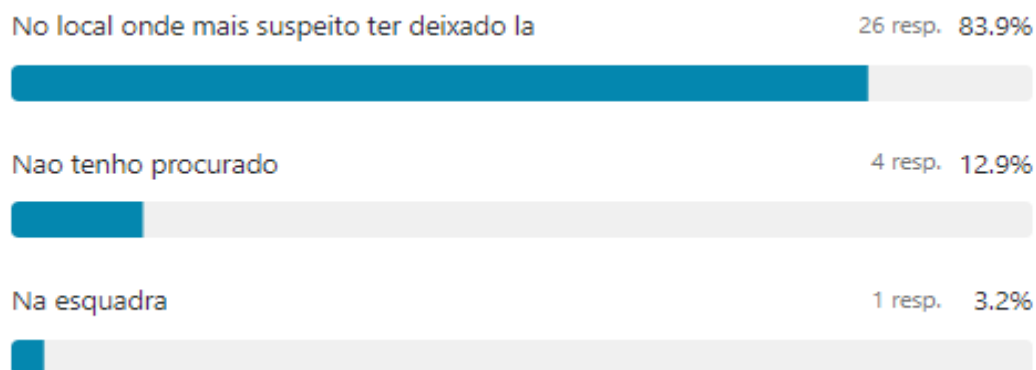 No local onde mais suspeito ter deixado la 26 resp. 83.9%
Nao tenho procurado 4 resp. 12.9%
Na esquadra 1 resp. 3.2%